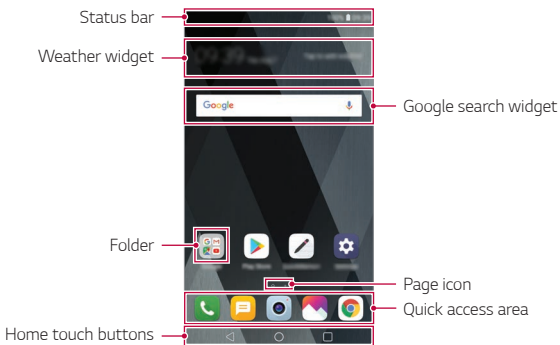 Status bar
Weather widget
Google
Google search widget
Folder
Page icon
Quick access area
Home touch buttons